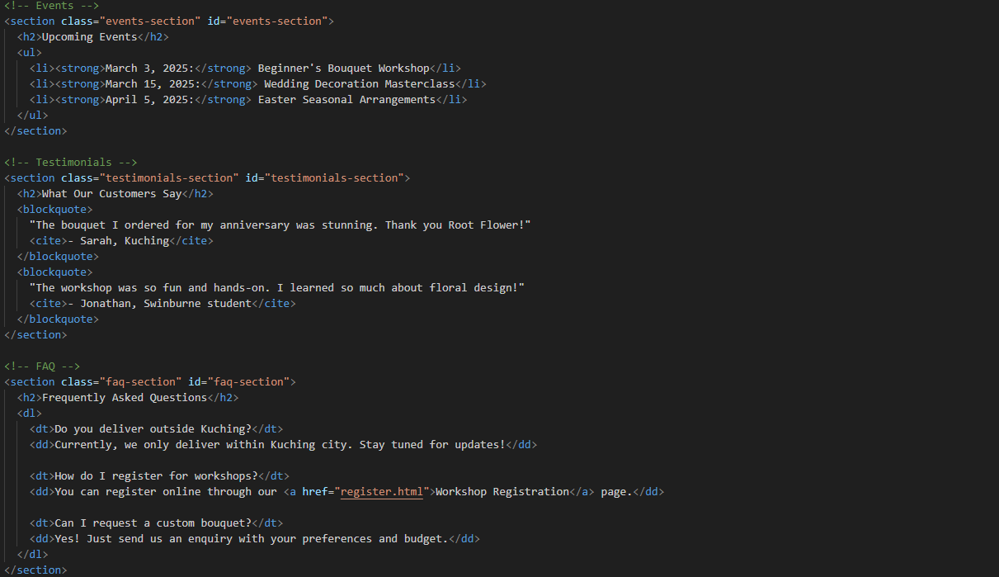 <!-- Events -->
<section class="events-section" id="events-section">
<h2>Upcoming Events</h2>
<ul>
<li><strong>March 3, 2025:</strong> Beginner's Bouquet Workshop</li>
<li><strong>March 15, 2025:</strong> Wedding Decoration Masterclass</li>
<li><strong>April 5, 2025:</strong> Easter Seasonal Arrangements</li>
</ul>
</section>
<!-- Testimonials -->
<section class="testimonials-section" id="testimonials-section">
<h2>What Our Customers Say</h2>
<blockquote>
"The bouquet I ordered for my anniversary was stunning. Thank you Root Flower!"
<cite>- Sarah, Kuching</cite>
</blockquote>
<blockquote>
"The workshop was so fun and hands-on. I learned so much about floral design!"
<cite>- Jonathan, Swinburne student</cite>
</blockquote>
</section>
<!-- FAQ -->
<section class="faq-section" id="faq-section">
<h2>Frequently Asked Questions</h2>
<dl>
<dt>Do you deliver outside Kuching?</dt>
<dd>Currently, we only deliver within Kuching city. Stay tuned for updates!</dd>
<dt>How do I register for workshops?</dt>
<dd>You can register online through our <a href="register.html">Workshop Registration</a> page.</dd>
<dt>Can I request a custom bouquet?</dt>
<dd>Yes! Just send us an enquiry with your preferences and budget.</dd>
</dl>
</section>